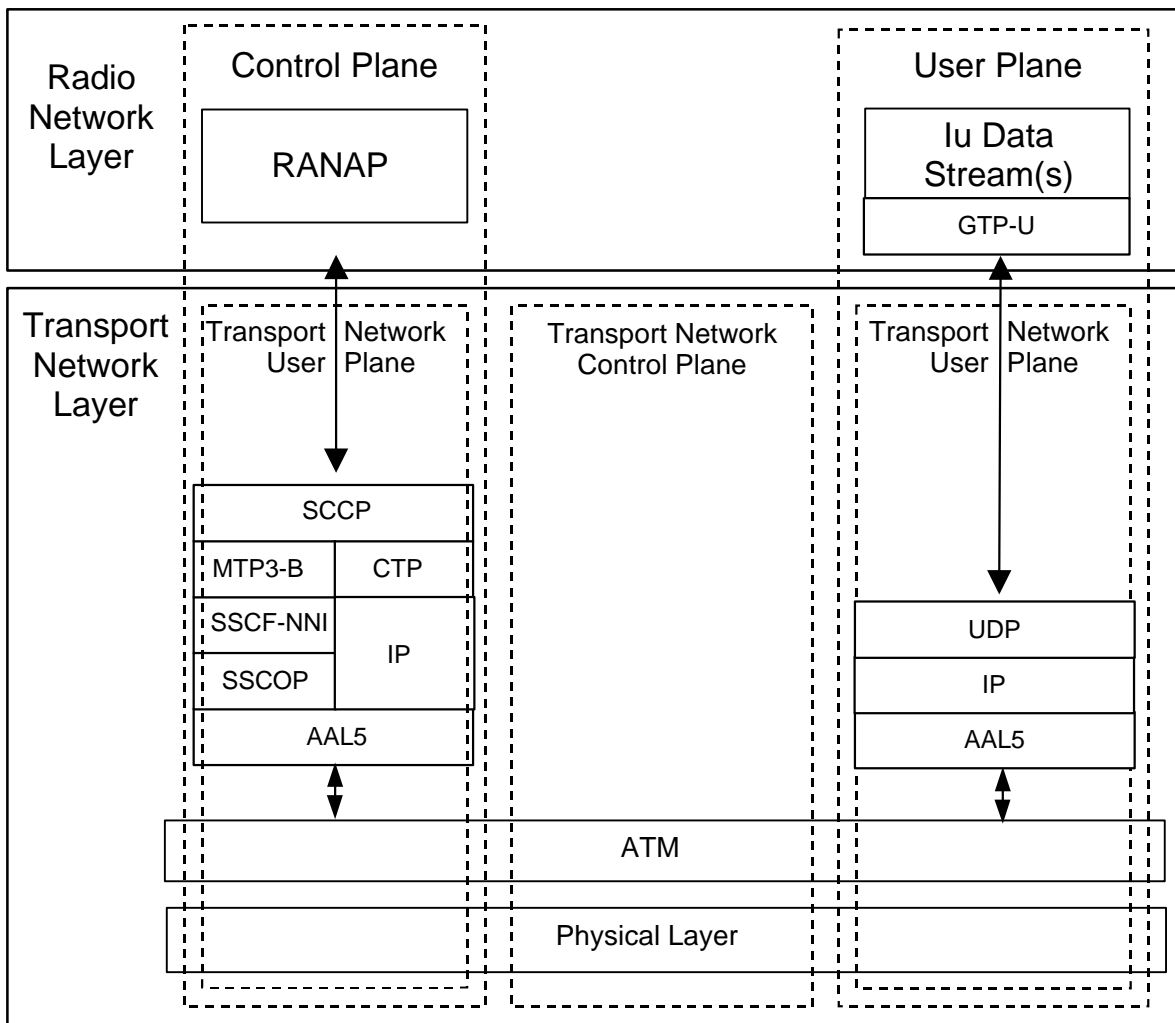 Radio
Network
Layer
Control Plane
RANAP
User Plane
Iu Data
Stream(s)
GTP-U
Transport
Network
Layer
Transport Network
User Plane
Transport Network
Control Plane
Transport Network
User Plane
SCCP
MTP3-B
CTP
SSCF-NNI
IP
SSCOP
AAL5
UDP
IP
AAL5
ATM
Physical Layer